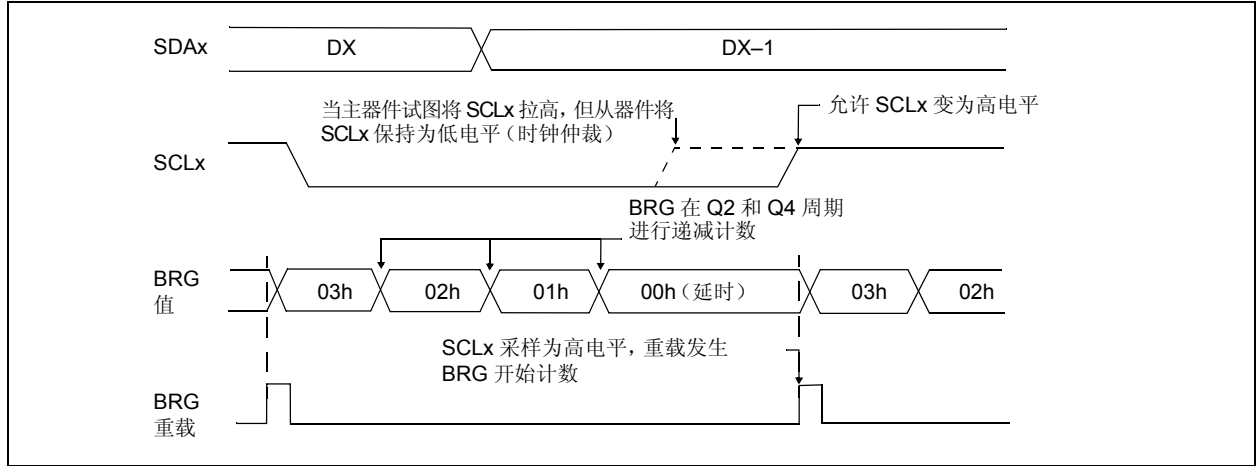 SDAx
DX
DX–1
当主器件试图将 SCLx 拉高，但从器件将
SCLx 保持为低电平（时钟仲裁）
允许 SCLx 变为高电平
SCLx
BRG 在 Q2 和 Q4 周期
进行递减计数
BRG
值
03h
02h
01h
00h（延时）
03h
02h
SCLx 采样为高电平，重载发生
BRG 开始计数
BRG
重载